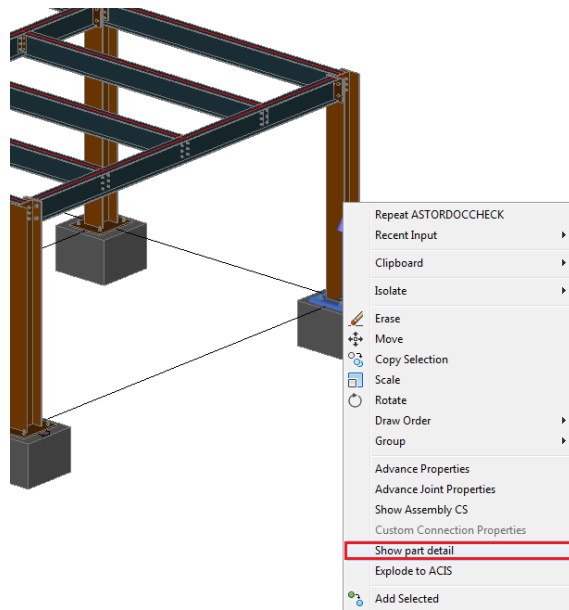 Repeat ASTORDOCCHECK
Recent Input
Clipboard
Isolate
Erase
Move
Copy Selection
Scale
Rotate
Draw Order
Group
Advance Properties
Advance Joint Properties
Show Assembly CS
Custom Connection Properties
Show part detail
Explode to ACIS
Add Selected